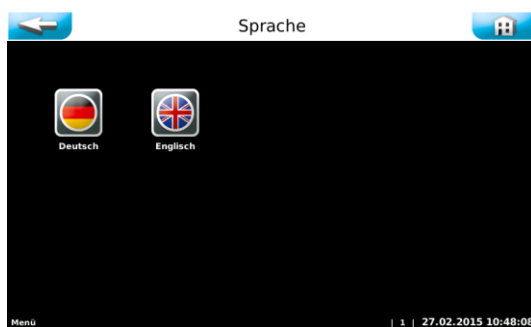 Sprache
Deutsch Englisch
Menü | 1 | 27.02.2015 10:48:08